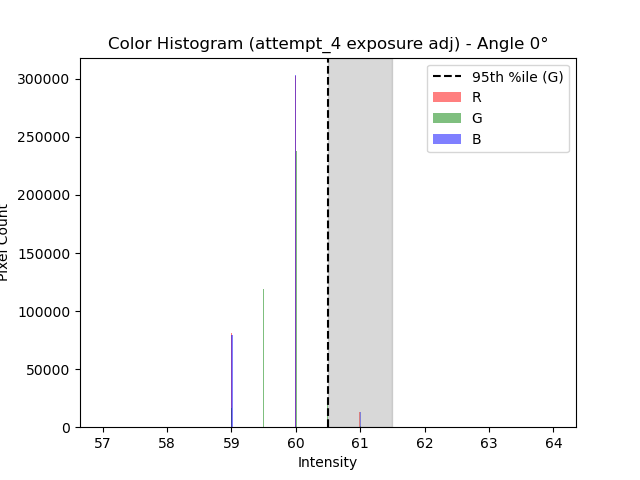 Color Histogram (attempt_4 exposure adj) - Angle 0°
95th %ile (G)
R
G
B
300000
250000
200000
150000
100000
50000
0
Pixel Count
57 58 59 60 61 62 63 64
Intensity